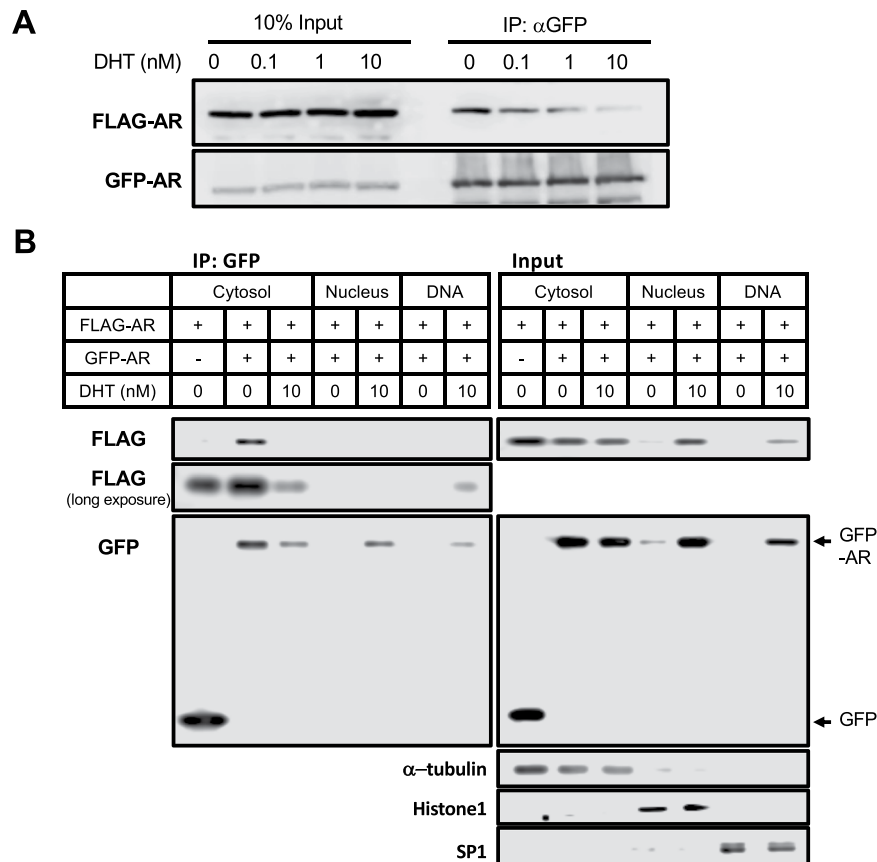 A
10% Input
IP: αGFP
DHT (nM) 0 0.1 1 10 0 0.1 1 10
FLAG-AR
GFP-AR
B
IP: GFP
Input
Cytosol Nucleus DNA Cytosol Nucleus DNA
FLAG-AR + + + + + + + + + + + + + +
GFP-AR - + + + + + + - + + + + + +
DHT (nM) 0 0 10 0 10 0 10 0 0 10 0 10 0 10
FLAG
FLAG
(long exposure)
GFP
GFP
-AR
GFP
α–tubulin
Histone1
SP1